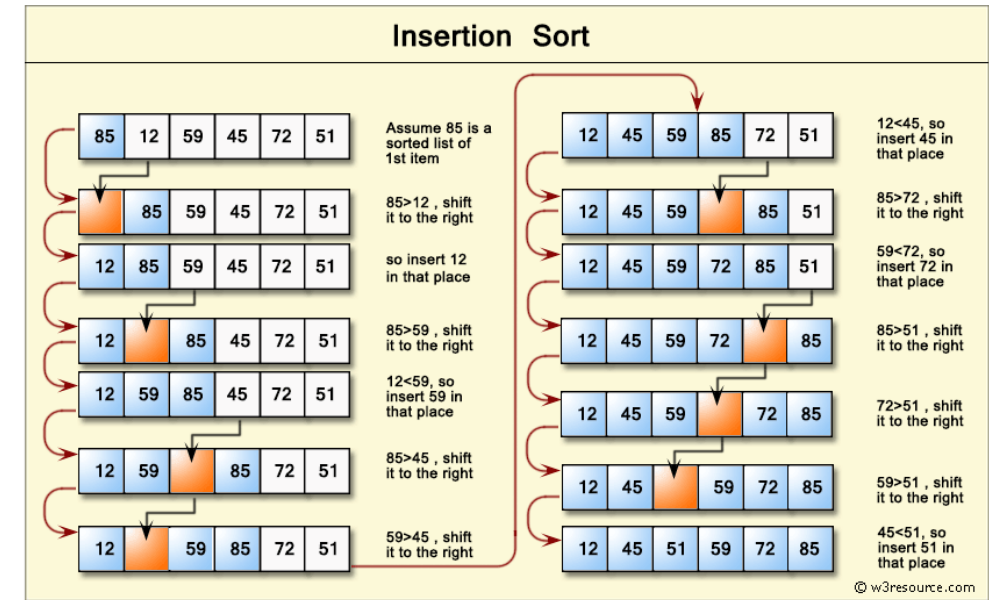 Insertion Sort
85 12 59 45 72 51
Assume 85 is a
sorted list of
1st item
85 59 45 72 51
85>12 , shift
it to the right
12 85 59 45 72 51
so insert 12
in that place
12 85 45 72 51
85>59 , shift
it to the right
12 59 85 45 72 51
12<59, so
insert 59 in
that place
12 59 85 72 51
85>45 , shift
it to the right
12 59 85 72 51
59>45 , shift
it to the right
12 45 59 85 72 51
12<45, so
insert 45 in
that place
12 45 59 85 51
85>72 , shift
it to the right
12 45 59 72 85 51
59<72, so
insert 72 in
that place
12 45 59 72 85
85>51 , shift
it to the right
12 45 59 72 85
72>51 , shift
it to the right
12 45 59 72 85
59>51 , shift
it to the right
12 45 51 59 72 85
45<51, so
insert 51 in
that place
© w3resource.com